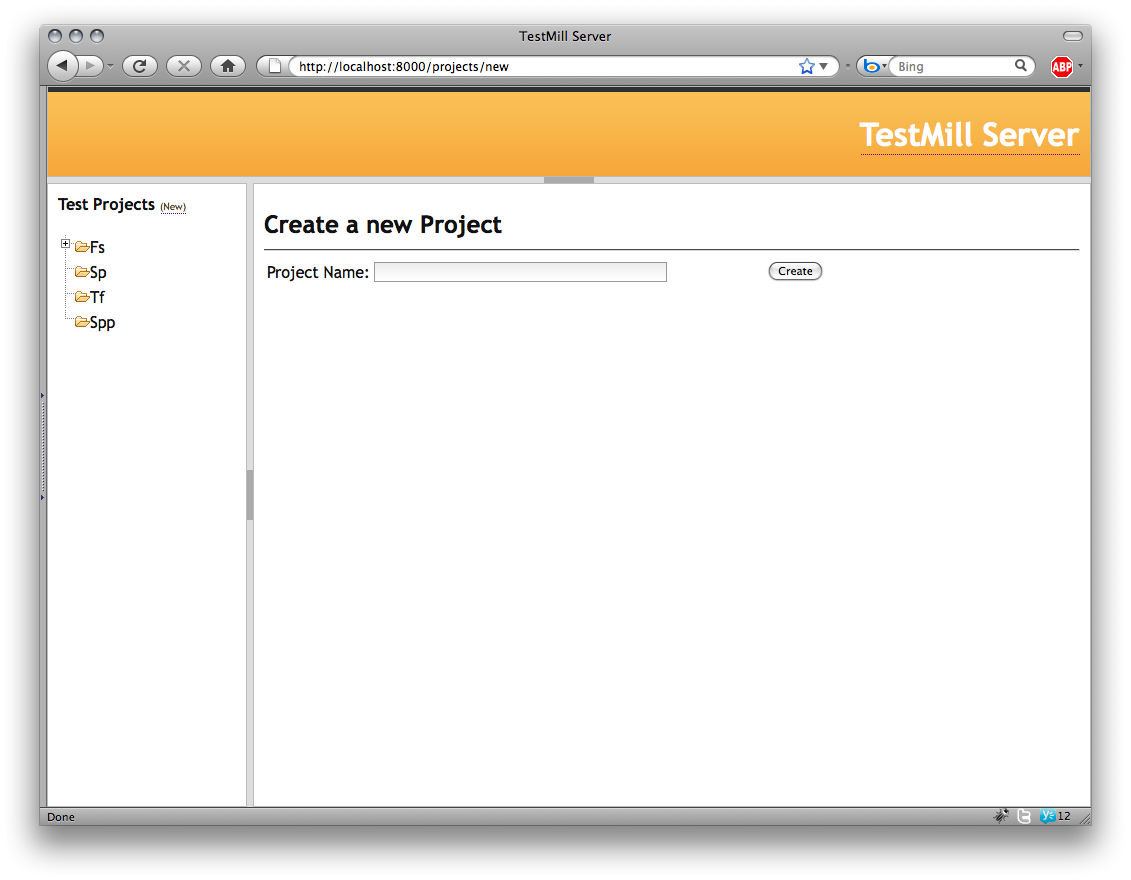 TestMill Server
http://localhost:8000/projects/new
Bing
ABP
TestMill Server
Test Projects (New)
Fs
Sp
Tf
Spp
Create a new Project
Project Name:
Create
Done
12